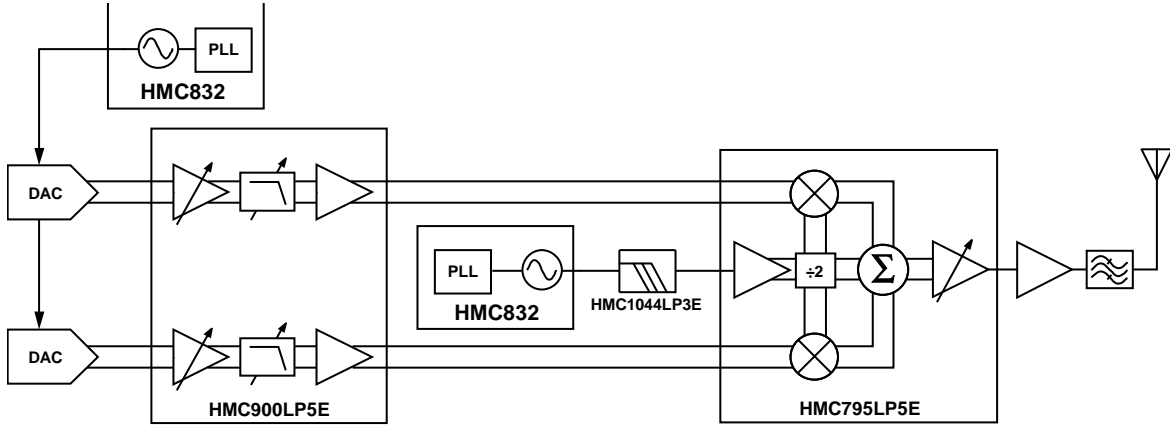 PLL
HMC832
DAC
PLL
÷2
Σ
HMC832
HMC1044LP3E
DAC
HMC900LP5E
HMC795LP5E